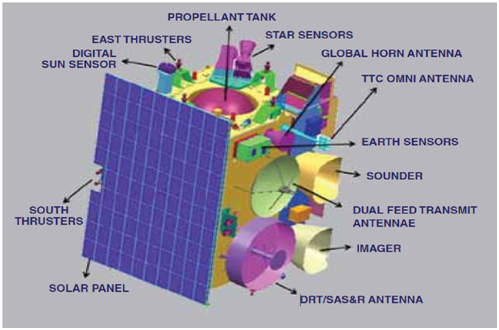 PROPELLANT TANK
EAST THRUSTERS
STAR SENSORS
DIGITAL
SUN SENSOR
GLOBAL HORN ANTENNA
TTC OMNI ANTENNA
EARTH SENSORS
SOUNDER
DUAL FEED TRANSMIT
ANTENNAE
SOUTH
THRUSTERS
IMAGER
SOLAR PANEL
DRT/SAS&R ANTENNA